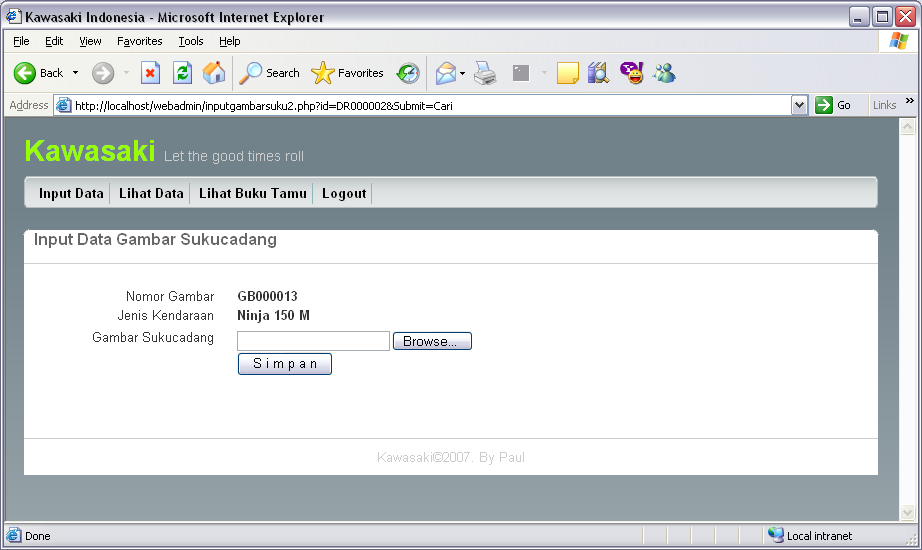 Kawasaki Indonesia - Microsoft Internet Explorer
File Edit View Favorites Tools Help
Back Search Favorites
Address http://localhost/webadmin/inputgambarsuku2.php?id=DR000002&Submit=Cari Go Links »
Kawasaki Let the good times roll
Input Data Lihat Data Lihat Buku Tamu Logout
Input Data Gambar Sukucadang
Nomor Gambar GB000013
Jenis Kendaraan Ninja 150 M
Gambar Sukucadang Browse...
S i m p a n
Kawasaki©2007. By Paul
Done Local intranet